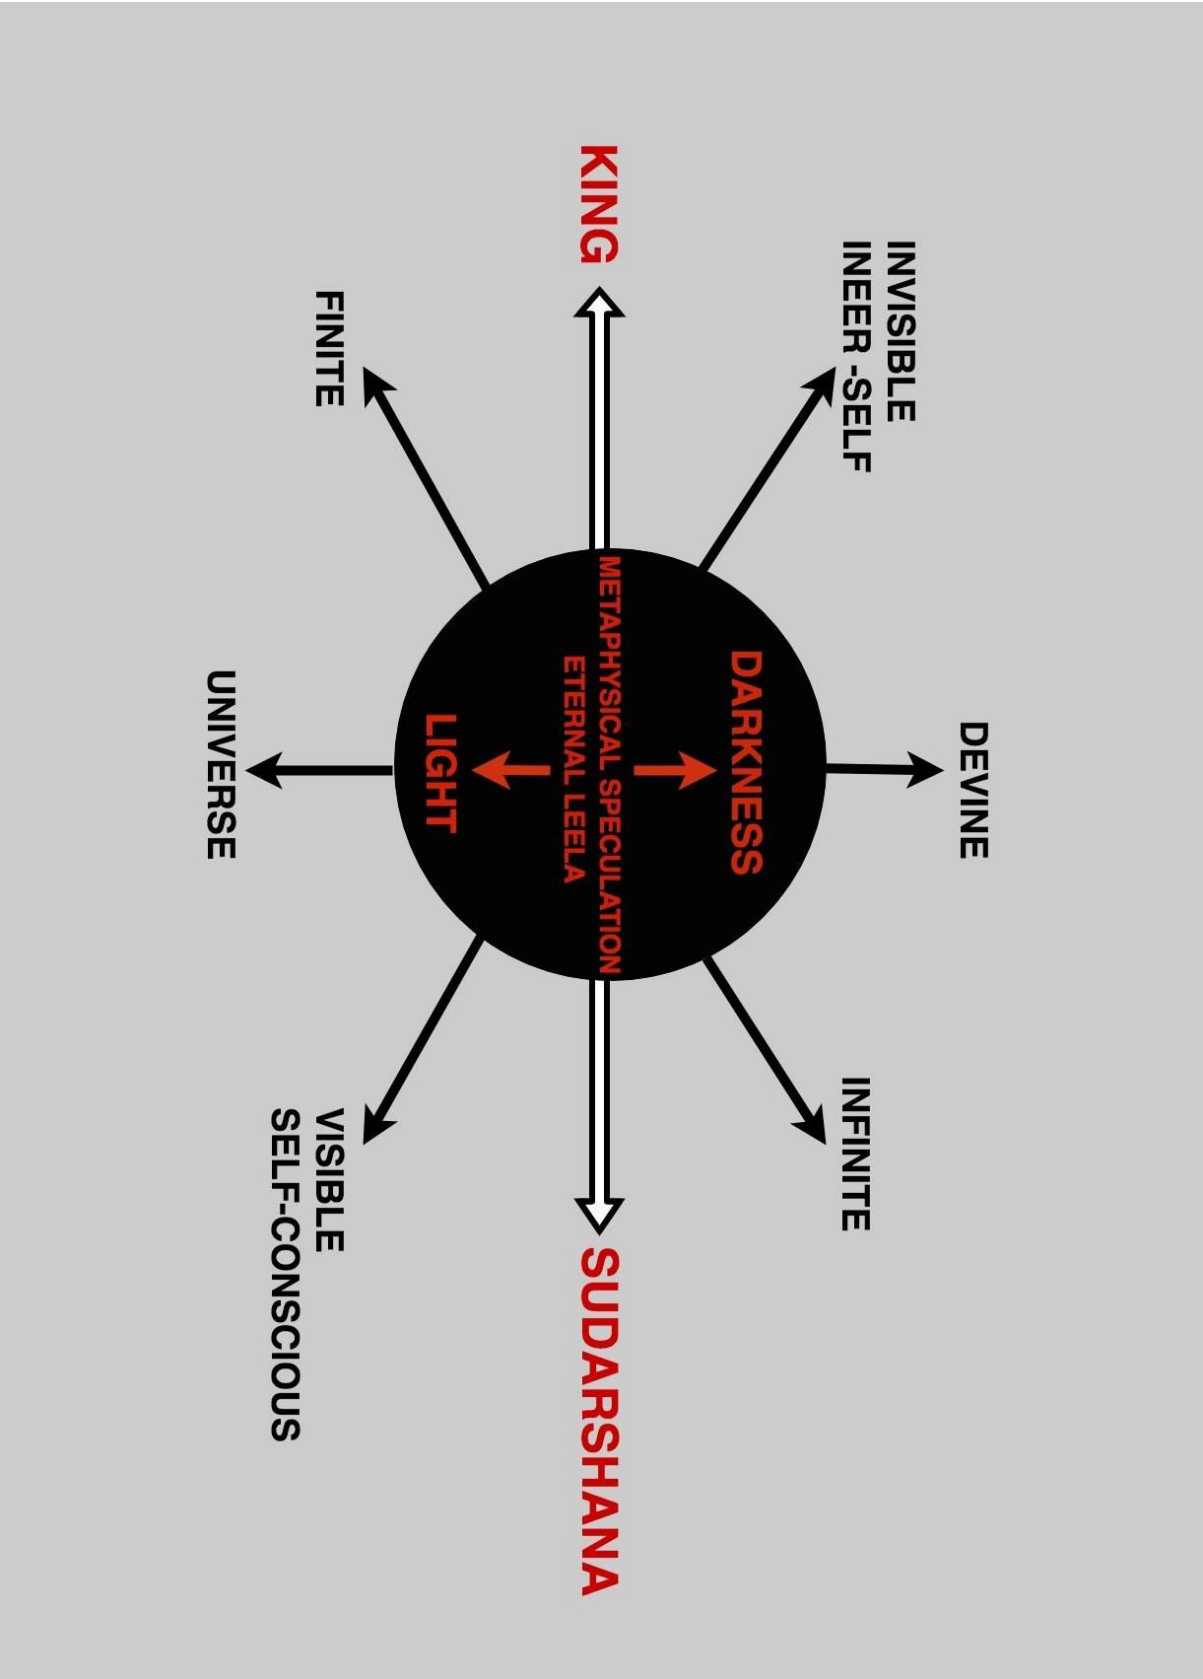 DEVINE
INVISIBLE
INEER -SELF
INFINITE
DARKNESS
KING
METAPHYSICAL SPECULATION
ETERNAL LEELA
SUDARSHANA
LIGHT
FINITE
VISIBLE
SELF-CONSCIOUS
UNIVERSE